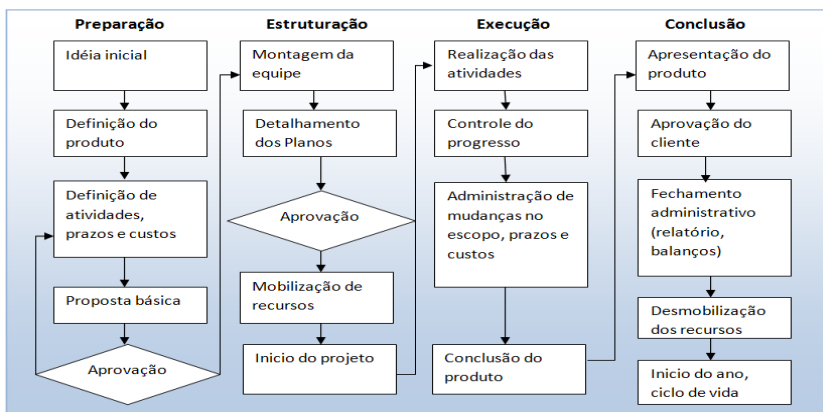 Preparação
Idéia inicial
Definição do
produto
Definição de
atividades,
prazos e custos
Proposta básica
Aprovação
Estruturação
Montagem da
equipe
Detalhamento
dos Planos
Aprovação
Mobilização de
recursos
Inicio do projeto
Execução
Realização das
atividades
Controle do
progresso
Administração de
mudanças no
escopo, prazos e
custos
Conclusão do
produto
Conclusão
Apresentação do
produto
Aprovação do
cliente
Fechamento
administrativo
(relatório,
balanços)
Desmobilização
dos recursos
Inicio do ano,
ciclo de vida